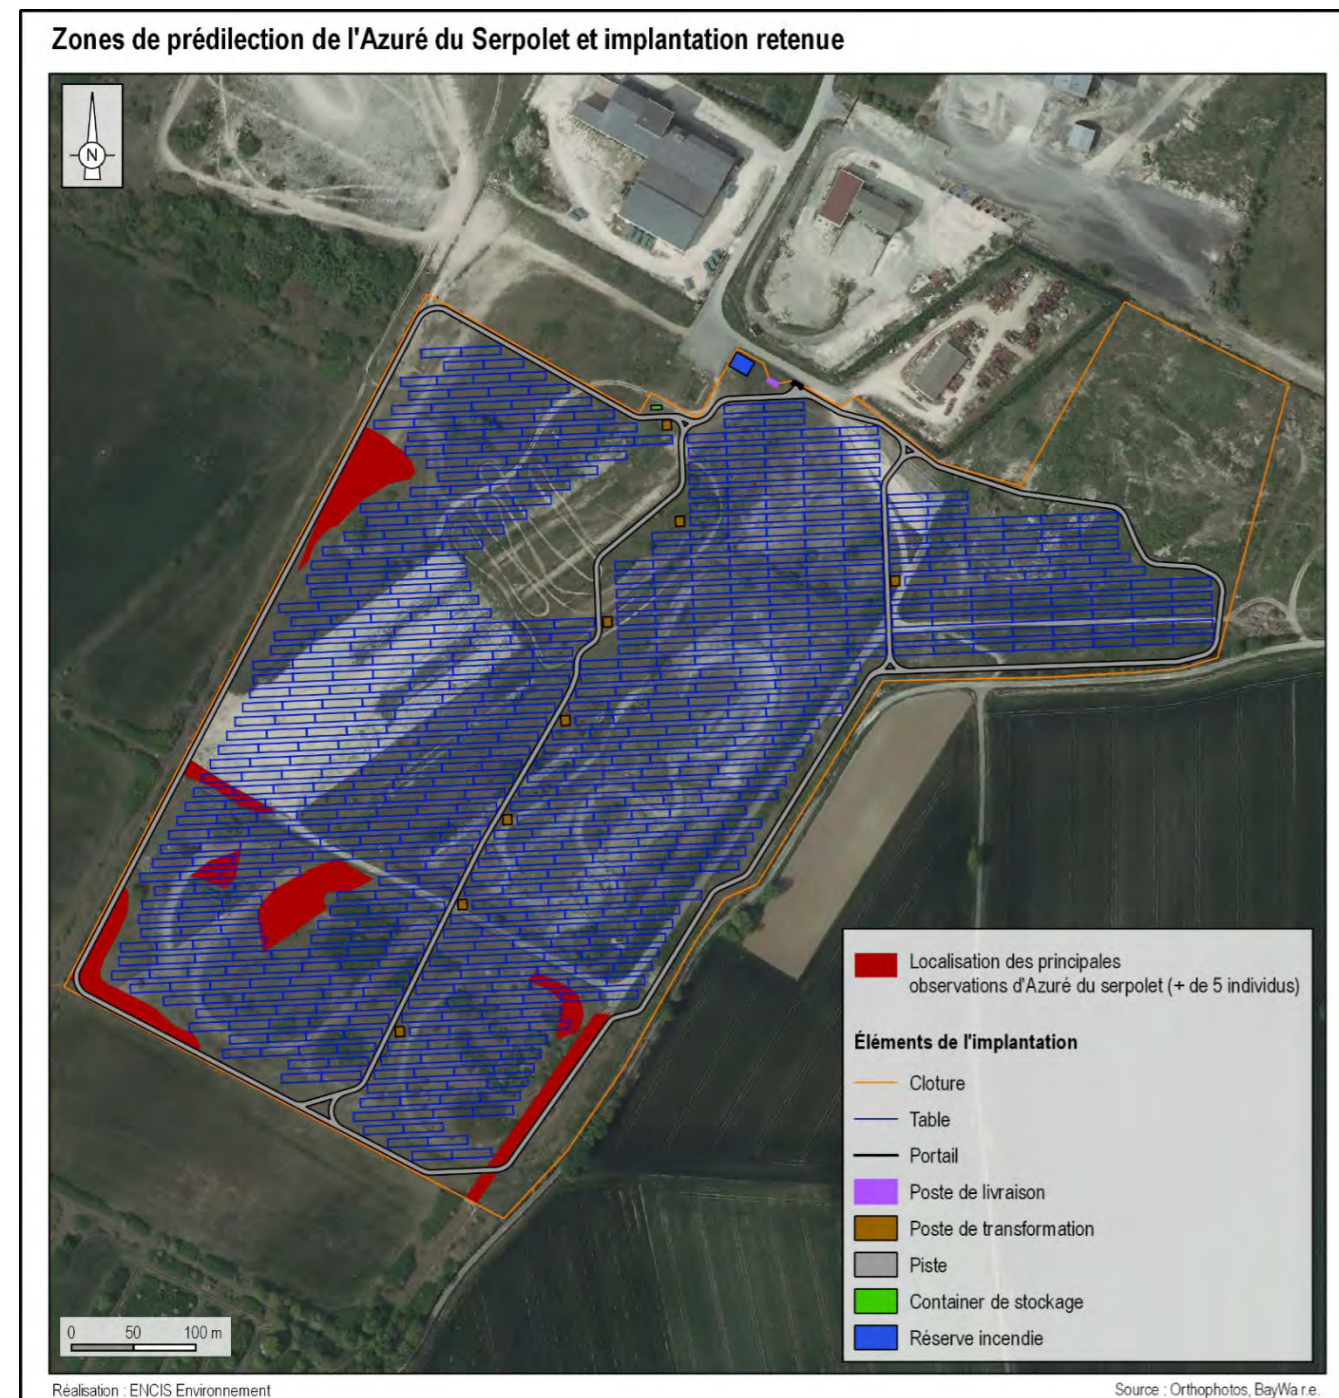 Zones de prédilection de l'Azuré du Serpolet et implantation retenue
N
Localisation des principales
observations d'Azuré du serpolet (+ de 5 individus)
Éléments de l'implantation
Cloture
Table
Portail
Poste de livraison
Poste de transformation
Piste
Container de stockage
Réserve incendie
0 50 100 m
Réalisation : ENCIS Environnement
Source : Orthophotos, BayWa r.e.